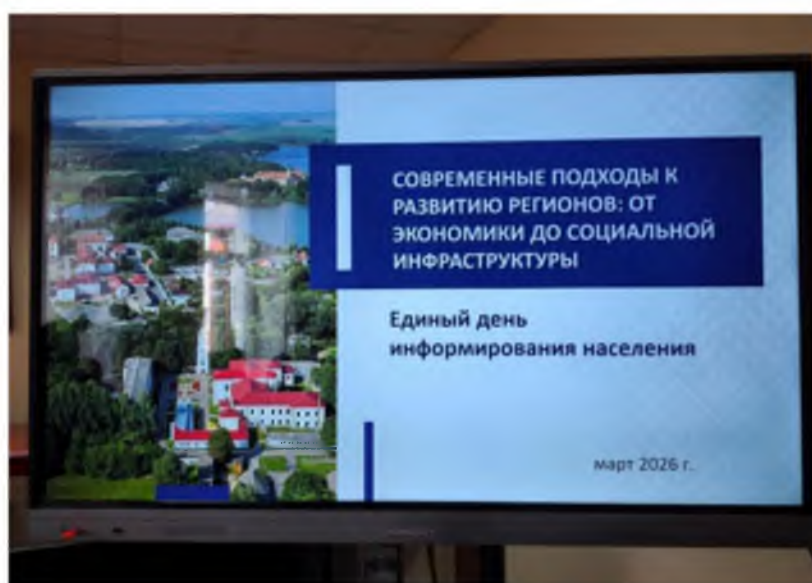 СОВРЕМЕННЫЕ ПОДХОДЫ К
РАЗВИТИЮ РЕГИОНОВ: ОТ
ЭКОНОМИКИ ДО СОЦИАЛЬНОЙ
ИНФРАСТРУКТУРЫ
Единый день
информирования населения
март 2026 г.